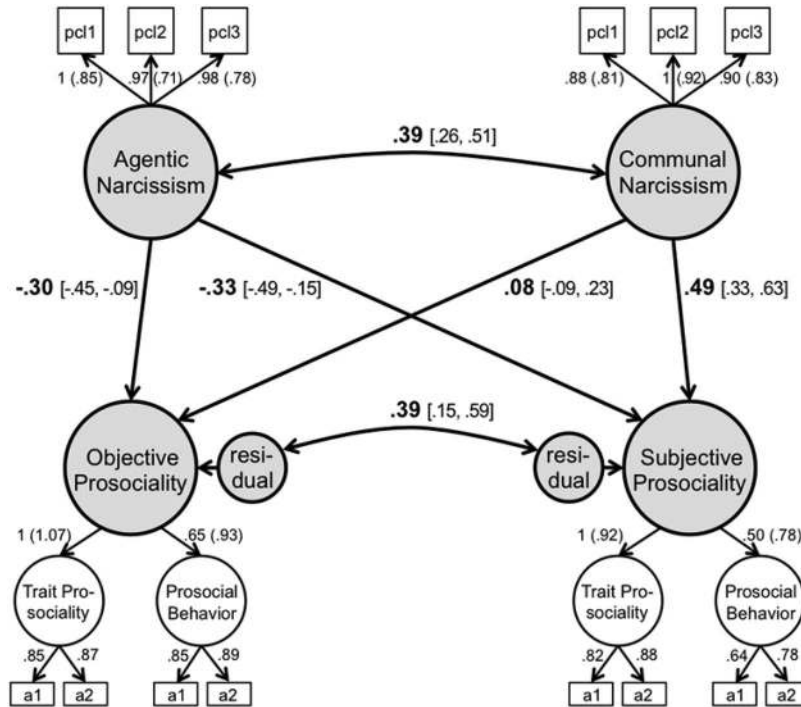 pcl1 pcl2 pcl3 pcl1 pcl2 pcl3
1 (.85) .97 (.71) .98 (.78) .88 (.81) 1 (.92) .90 (.83)
.39 [.26, .51]
Agentic
Narcissism
Communal
Narcissism
-.30 [-.45, -.09] -.33 [-.49, -.15] .08 [-.09, .23] .49 [.33, .63]
.39 [.15, .59]
Objective
Prosociality
resi-
dual
resi-
dual
Subjective
Prosociality
1 (1.07) .65 (.93) 1 (.92) .50 (.78)
Trait Pro-
sociality
Prosocial
Behavior
Trait Pro-
sociality
Prosocial
Behavior
.85 .87 .85 .89 .82 .88 .64 .78
a1 a2 a1 a2 a1 a2 a1 a2